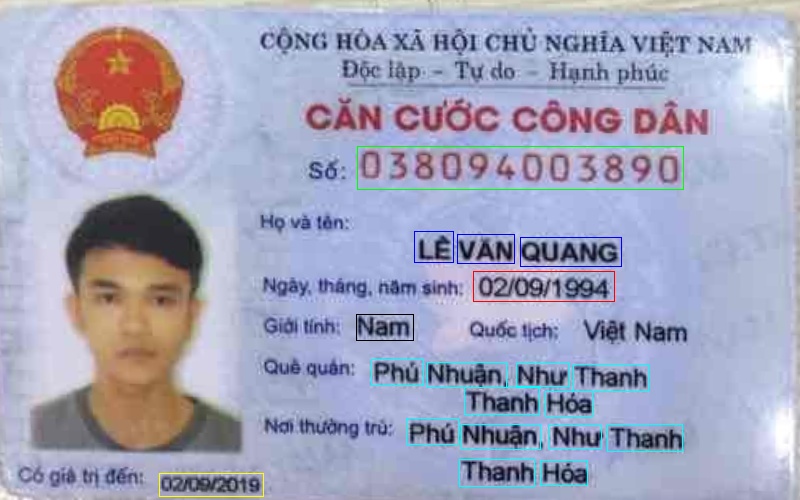 CỘNG HÒA XÃ HỘI CHỦ NGHĨA VIỆT NAM
Độc lập - Tự do - Hạnh phúc
CĂN CƯỚC CÔNG DÂN
Số: 038094003890
Họ và tên:
LÊ VĂN QUANG
Ngày, tháng, năm sinh: 02/09/1994
Giới tính: Nam Quốc tịch: Việt Nam
Quê quán: Phú Nhuận, Như Thanh
Thanh Hóa
Nơi thường trú: Phú Nhuận, Như Thanh
Thanh Hóa
Có giá trị đến: 02/09/2019